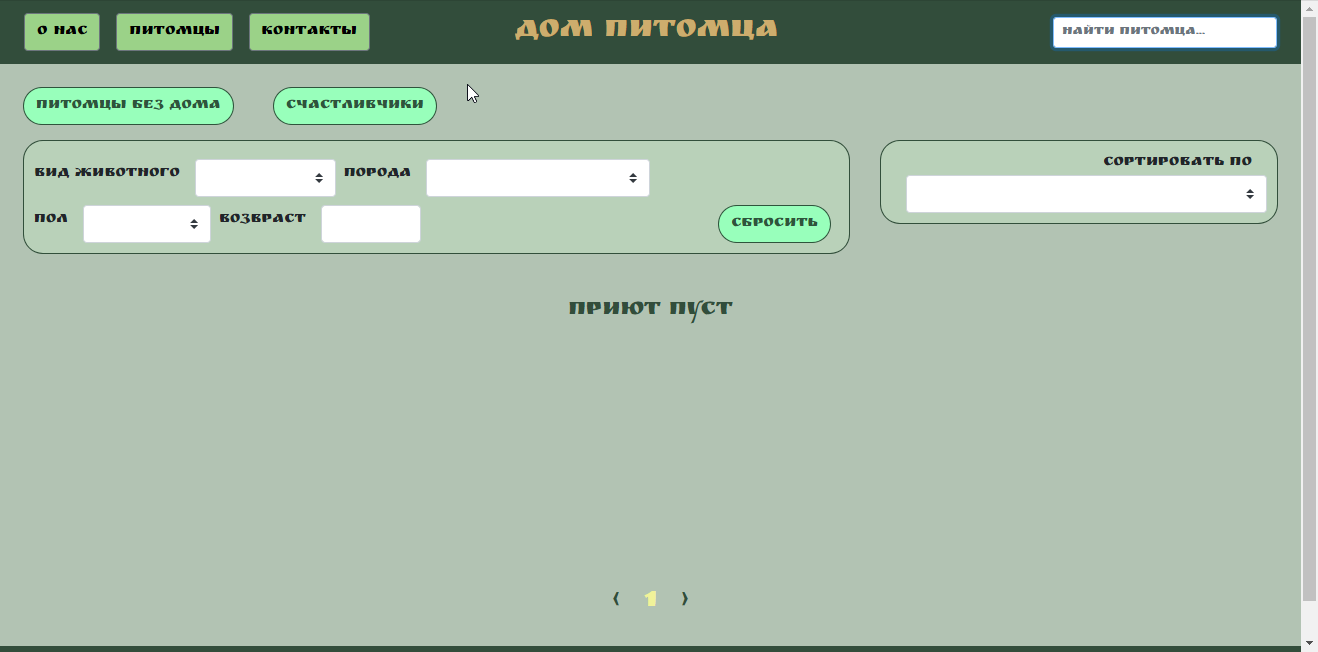 О НАС ПИТОМЦЫ КОНТАКТЫ ДОМ ПИТОМЦА НАЙТИ ПИТОМЦА...
ПИТОМЦЫ БЕЗ ДОМА СЧАСТЛИВЧИКИ
ВИД ЖИВОТНОГО ПОРОДА СОРТИРОВАТЬ ПО
ПОЛ ВОЗВРАСТ СБРОСИТЬ
ПРИЮТ ПУСТ
‹ 1 ›